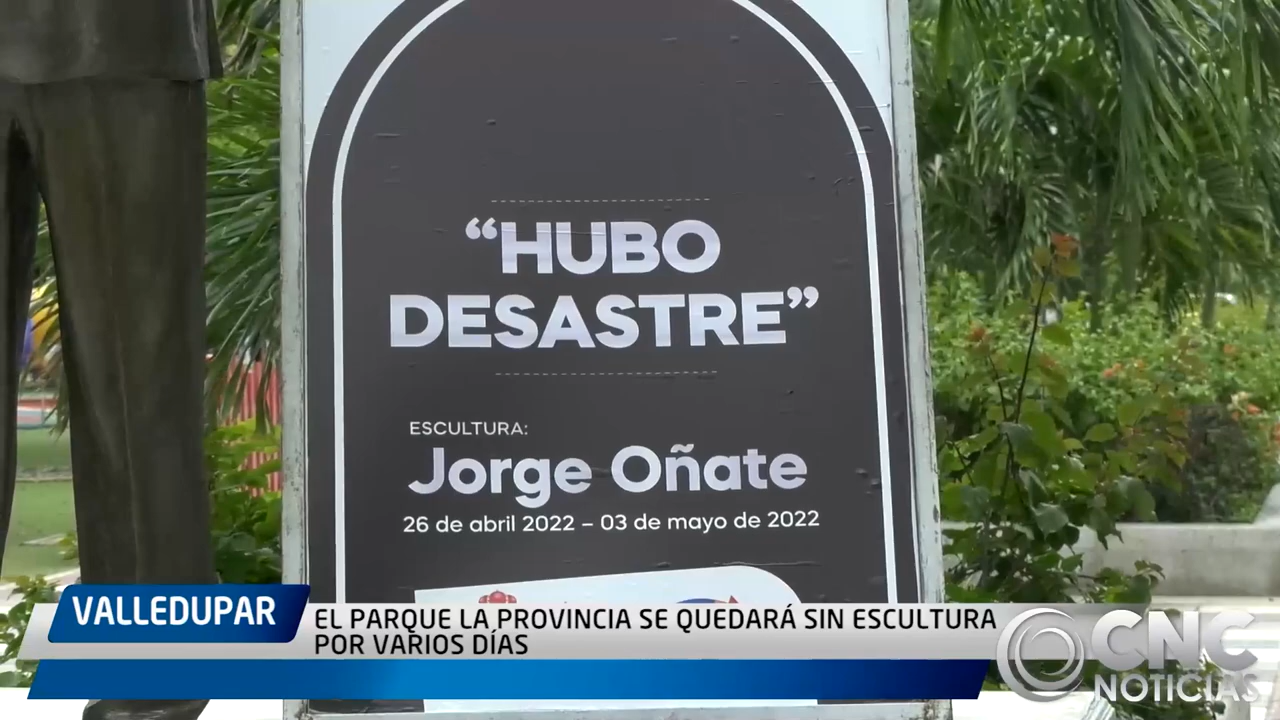 “HUBO
DESASTRE”
ESCULTURA:
Jorge Oñate
26 de abril 2022 – 03 de mayo de 2022
VALLEDUPAR
EL PARQUE LA PROVINCIA SE QUEDARÁ SIN ESCULTURA
POR VARIOS DÍAS
CNC
NOTICIAS